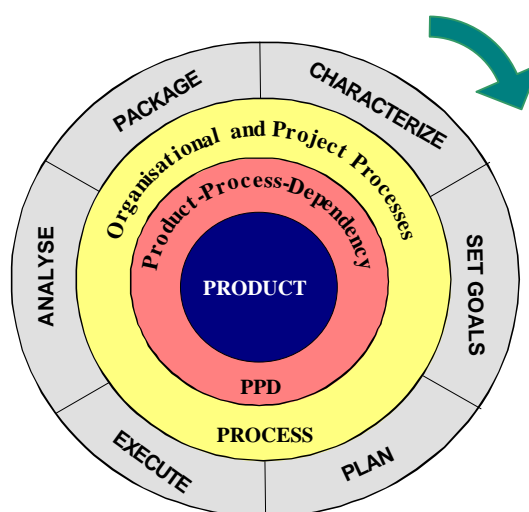 PACKAGE
CHARACTERIZE
Organisational and Project Processes
Product-Process-Dependency
ANALYSE
SET GOALS
PRODUCT
PPD
PROCESS
EXECUTE
PLAN